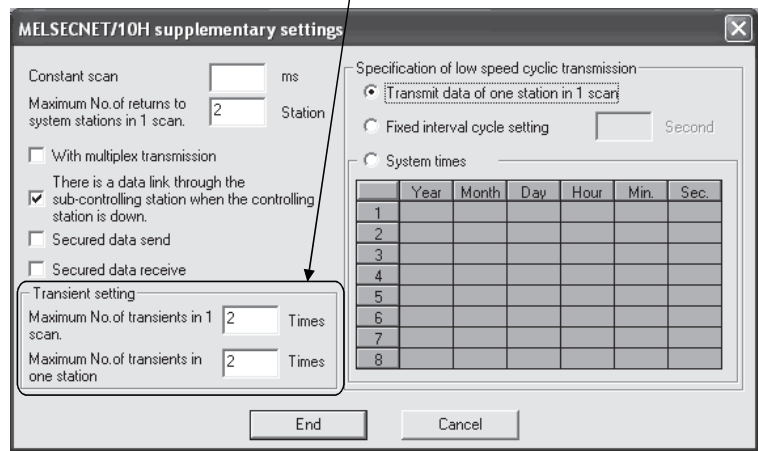 MELSECNET/10H supplementary settings
Constant scan
ms
Maximum No.of returns to
system stations in 1 scan.
2
Station
With multiplex transmission
There is a data link through the
sub-controlling station when the controlling
station is down.
Secured data send
Secured data receive
Transient setting
Maximum No.of transients in 1
scan.
2
Times
Maximum No.of transients in
one station
2
Times
Specification of low speed cyclic transmission
Transmit data of one station in 1 scan
Fixed interval cycle setting
Second
System times
Year Month Day Hour Min. Sec.
1
2
3
4
5
6
7
8
End
Cancel